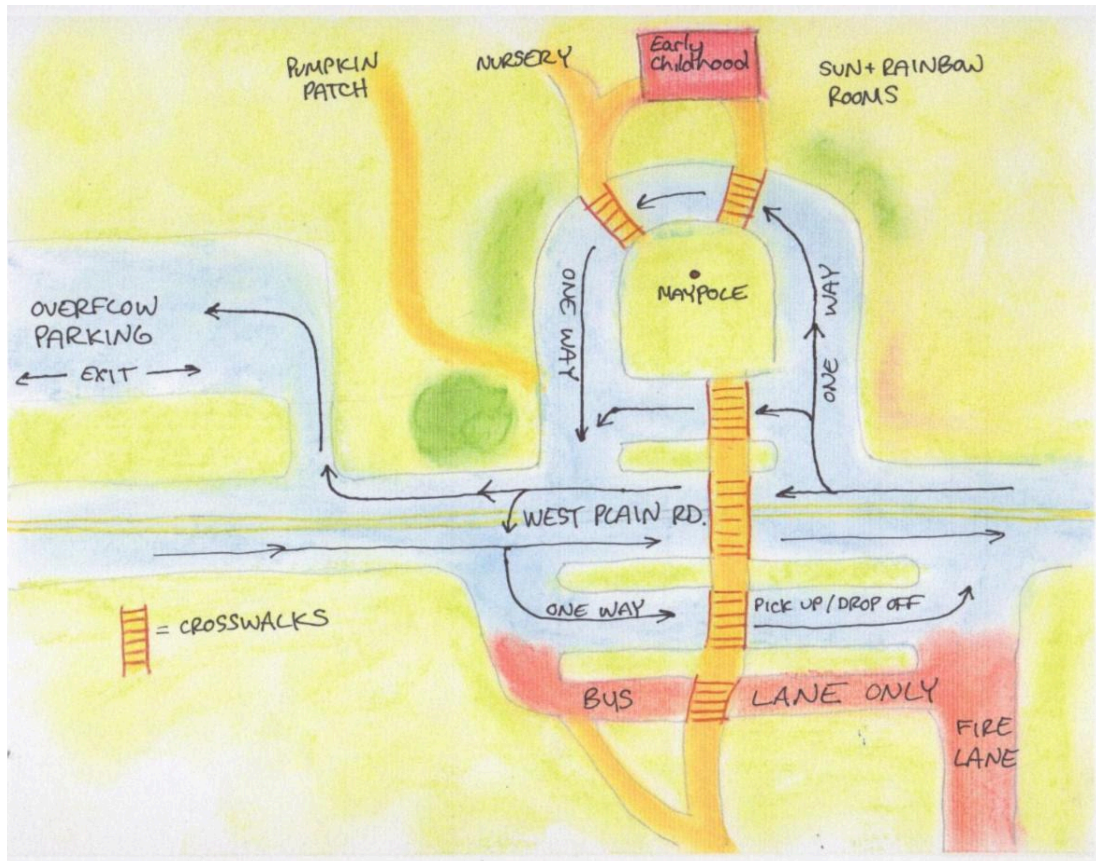 PUMPKIN
PATCH
NURSERY
Early
Childhood
SUN + RAINBOW
ROOMS
MAYPOLE
ONE WAY
ONE WAY
OVERFLOW
PARKING
EXIT
WEST PLAIN RD.
ONE WAY
PICK UP/DROP OFF
= CROSSWALKS
BUS LANE ONLY
FIRE
LANE